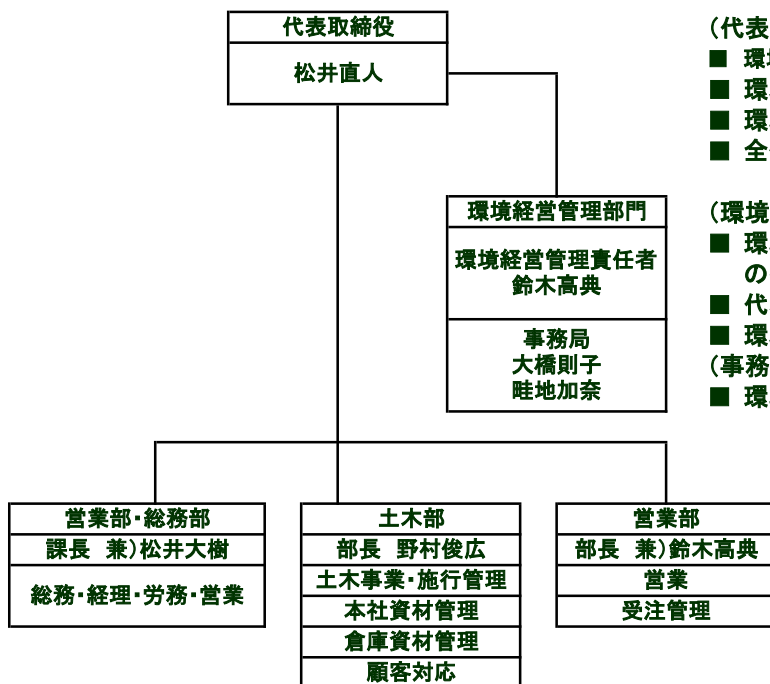 代表取締役
松井直人
環境経営管理部門
環境経営管理責任者
鈴木高典
事務局
大橋則子
畦地加奈
(代表
■ 環
■ 環
■ 環
■ 全
(環境
■ 環
の
■ 代
■ 環
(事務
■ 環
営業部・総務部
課長 兼)松井大樹
総務・経理・労務・営業
土木部
部長 野村俊広
土木事業・施行管理
本社資材管理
倉庫資材管理
顧客対応
営業部
部長 兼)鈴木高典
営業
受注管理